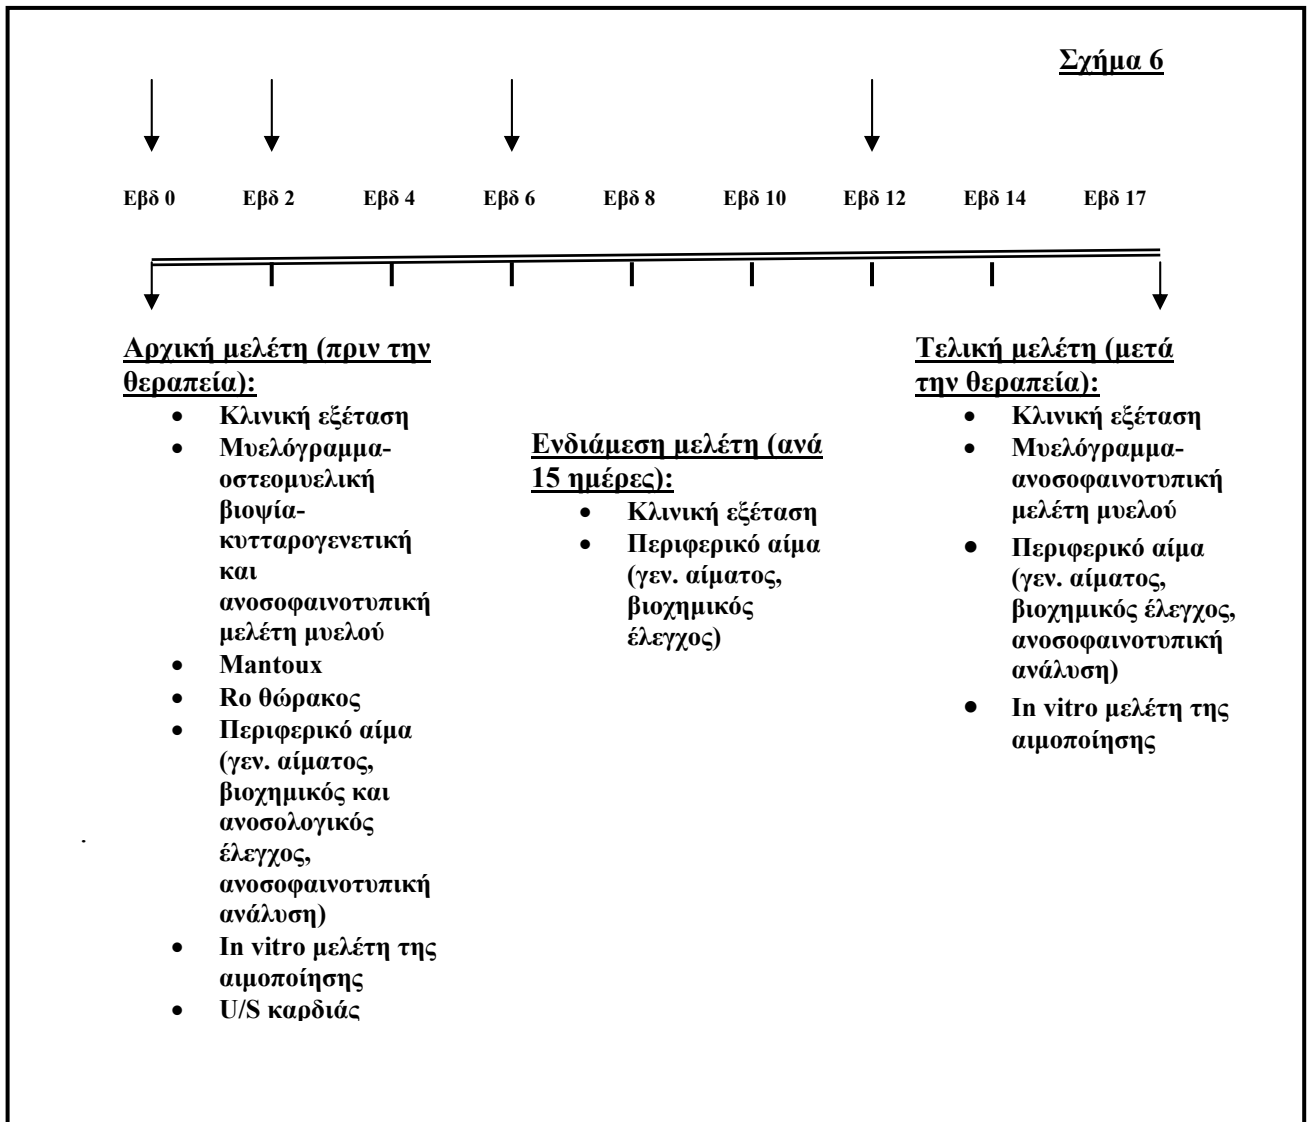 Σχήμα 6
Εβδ 0 Εβδ 2 Εβδ 4 Εβδ 6 Εβδ 8 Εβδ 10 Εβδ 12 Εβδ 14 Εβδ 17
Αρχική μελέτη (πριν την
θεραπεία):
• Κλινική εξέταση
• Μυελόγραμμα-
οστεομυελική
βιοψία-
κυτταρογενετική
και
ανοσοφαινοτυπική
μελέτη μυελού
• Mantoux
• Ro θώρακος
• Περιφερικό αίμα
(γεν. αίματος,
βιοχημικός και
ανοσολογικός
έλεγχος,
ανοσοφαινοτυπική
ανάλυση)
• In vitro μελέτη της
αιμοποίησης
• U/S καρδιάς
Ενδιάμεση μελέτη (ανά
15 ημέρες):
• Κλινική εξέταση
• Περιφερικό αίμα
(γεν. αίματος,
βιοχημικός
έλεγχος)
Τελική μελέτη (μετά
την θεραπεία):
• Κλινική εξέταση
• Μυελόγραμμα-
ανοσοφαινοτυπική
μελέτη μυελού
• Περιφερικό αίμα
(γεν. αίματος,
βιοχημικός έλεγχος,
ανοσοφαινοτυπική
ανάλυση)
• In vitro μελέτη της
αιμοποίησης